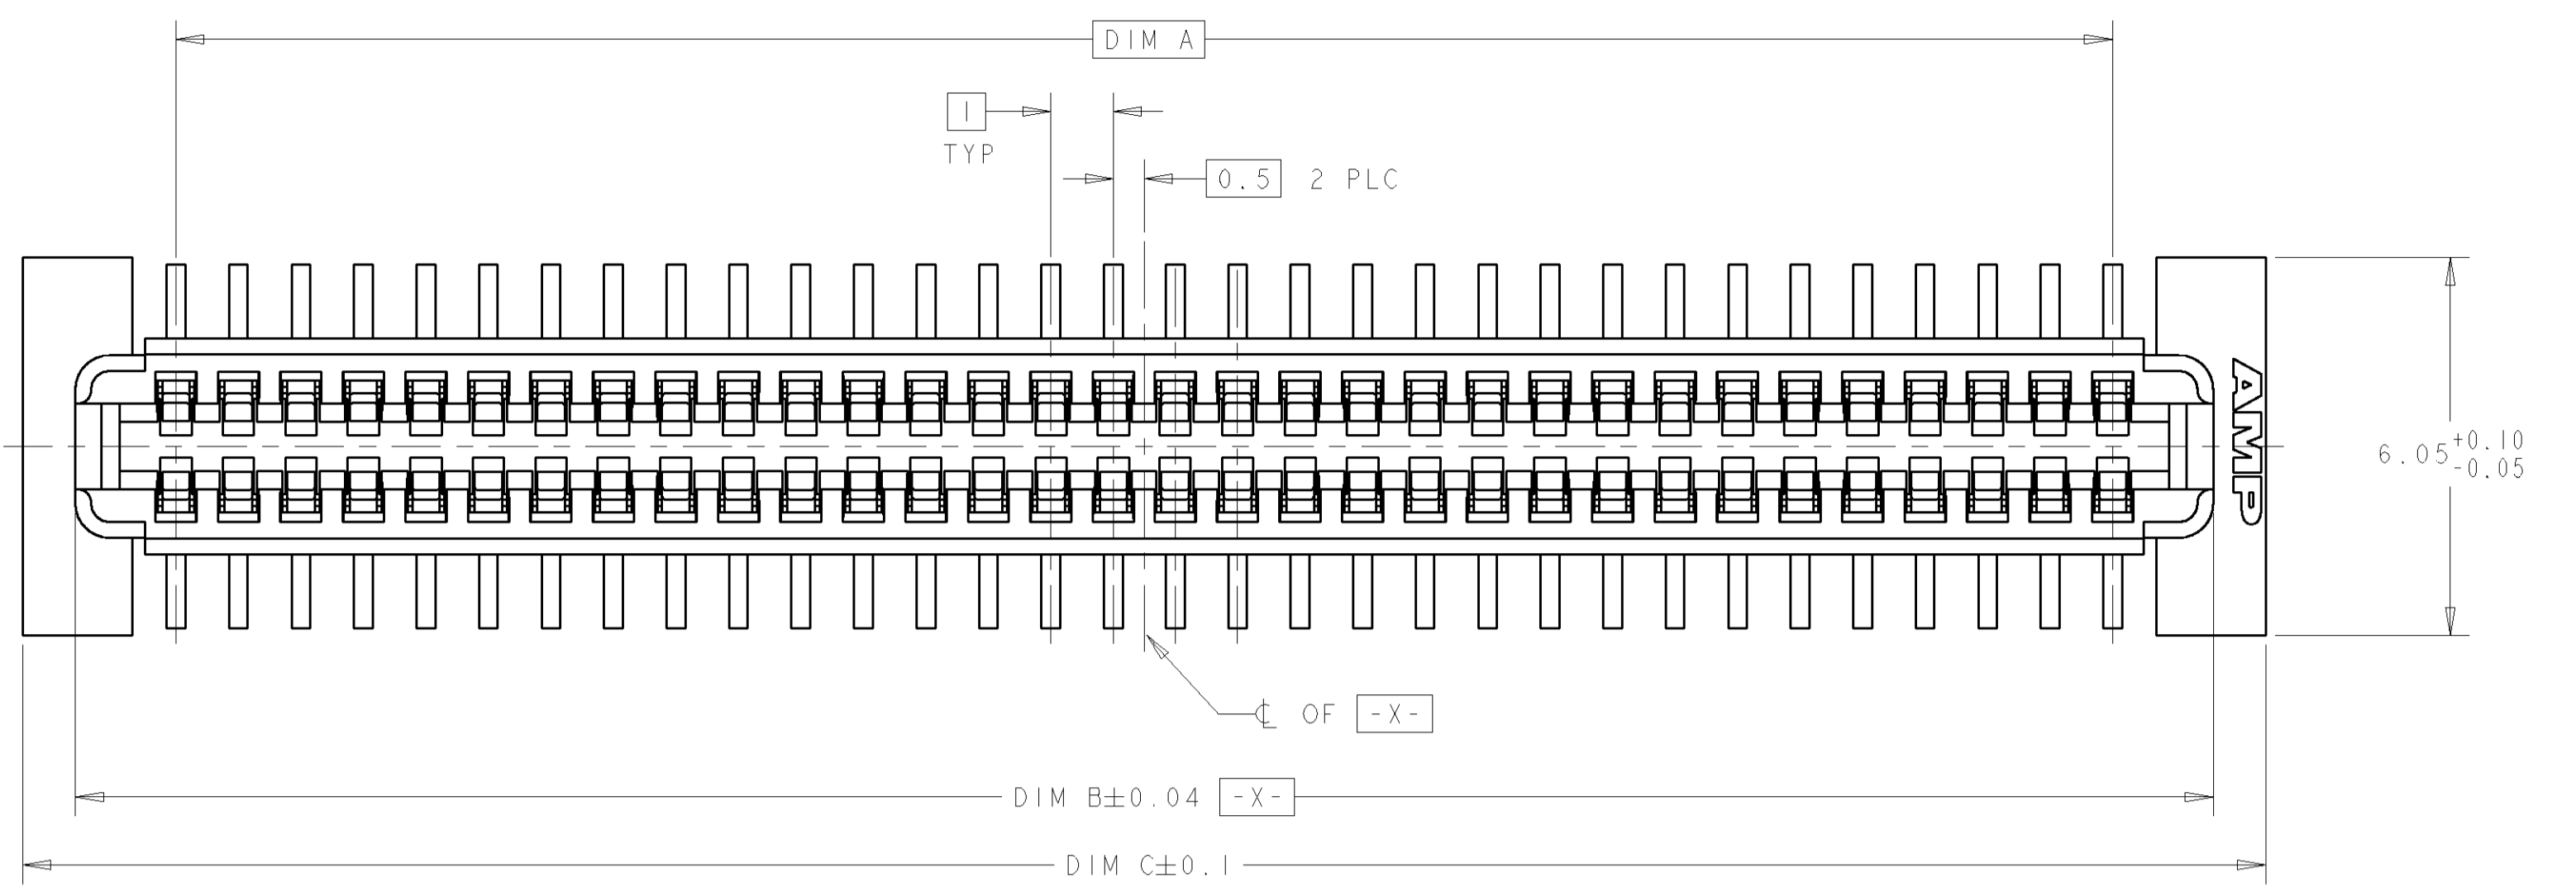 DIM A
1
TYP
0.5 2 PLC
AMP
6.05 +0.10
-0.05
℄ OF -X-
DIM B±0.04 -X-
DIM C±0.1